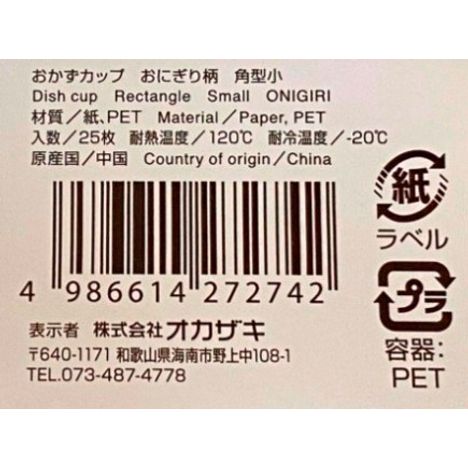 おかずカップ　おにぎり柄　角型小
Dish cup　Rectangle　Small　ONIGIRI
材質／紙、PET　Material／Paper, PET
入数／25枚　耐熱温度／120℃　耐冷温度／-20℃
原産国／中国　Country of origin／China
紙
ラベル
4 986614 272742
プラ
容器：
PET
表示者　株式会社オカザキ
〒640-1171 和歌山県海南市野上中108-1
TEL.073-487-4778